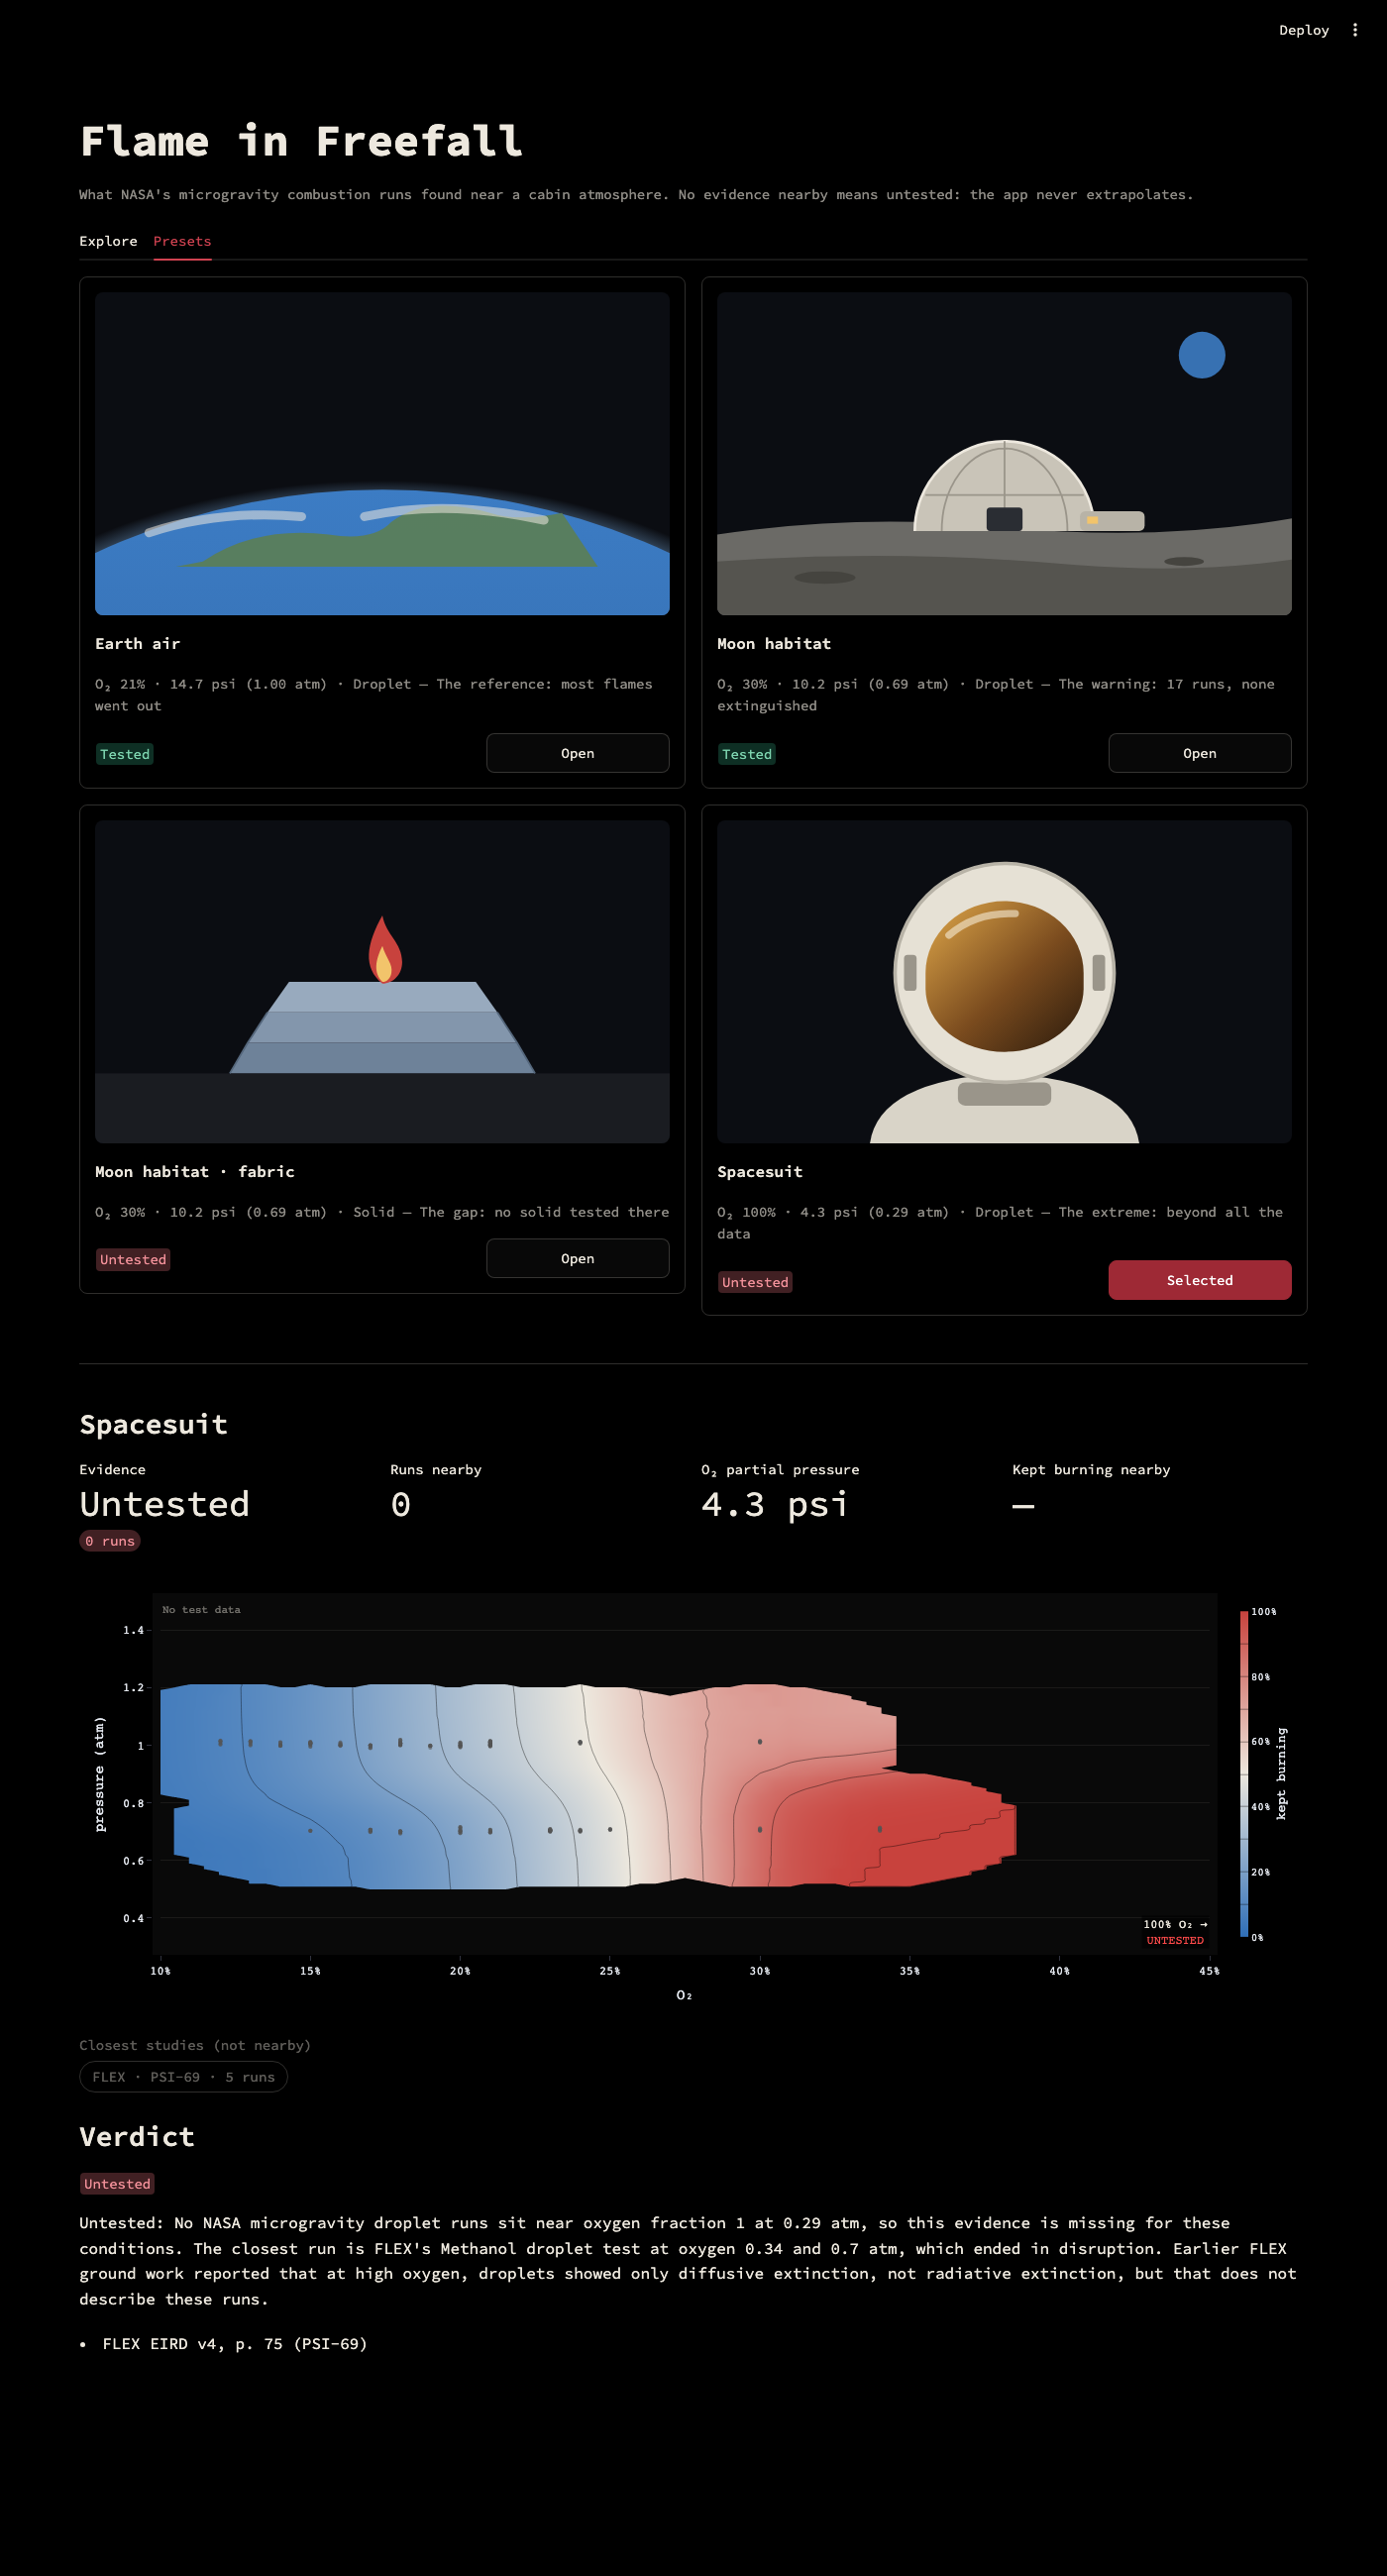 Deploy
Flame in Freefall
What NASA's microgravity combustion runs found near a cabin atmosphere. No evidence nearby means untested: the app never extrapolates.
Explore
Presets
Earth air
O₂ 21% · 14.7 psi (1.00 atm) · Droplet — The reference: most flames
went out
Tested
Open
Moon habitat
O₂ 30% · 10.2 psi (0.69 atm) · Droplet — The warning: 17 runs, none
extinguished
Tested
Open
Moon habitat · fabric
O₂ 30% · 10.2 psi (0.69 atm) · Solid — The gap: no solid tested there
Untested
Open
Spacesuit
O₂ 100% · 4.3 psi (0.29 atm) · Droplet — The extreme: beyond all the
data
Untested
Selected
Spacesuit
Evidence
Untested
0 runs
Runs nearby
0
O₂ partial pressure
4.3 psi
Kept burning nearby
—
No test data
pressure (atm)
1.4
1.2
1
0.8
0.6
0.4
100% O₂ →
UNTESTED
10%
15%
20%
25%
30%
35%
40%
45%
O₂
100%
80%
60%
40%
20%
0%
kept burning
Closest studies (not nearby)
FLEX · PSI-69 · 5 runs
Verdict
Untested
Untested: No NASA microgravity droplet runs sit near oxygen fraction 1 at 0.29 atm, so this evidence is missing for these
conditions. The closest run is FLEX's Methanol droplet test at oxygen 0.34 and 0.7 atm, which ended in disruption. Earlier FLEX
ground work reported that at high oxygen, droplets showed only diffusive extinction, not radiative extinction, but that does not
describe these runs.
• FLEX EIRD v4, p. 75 (PSI-69)